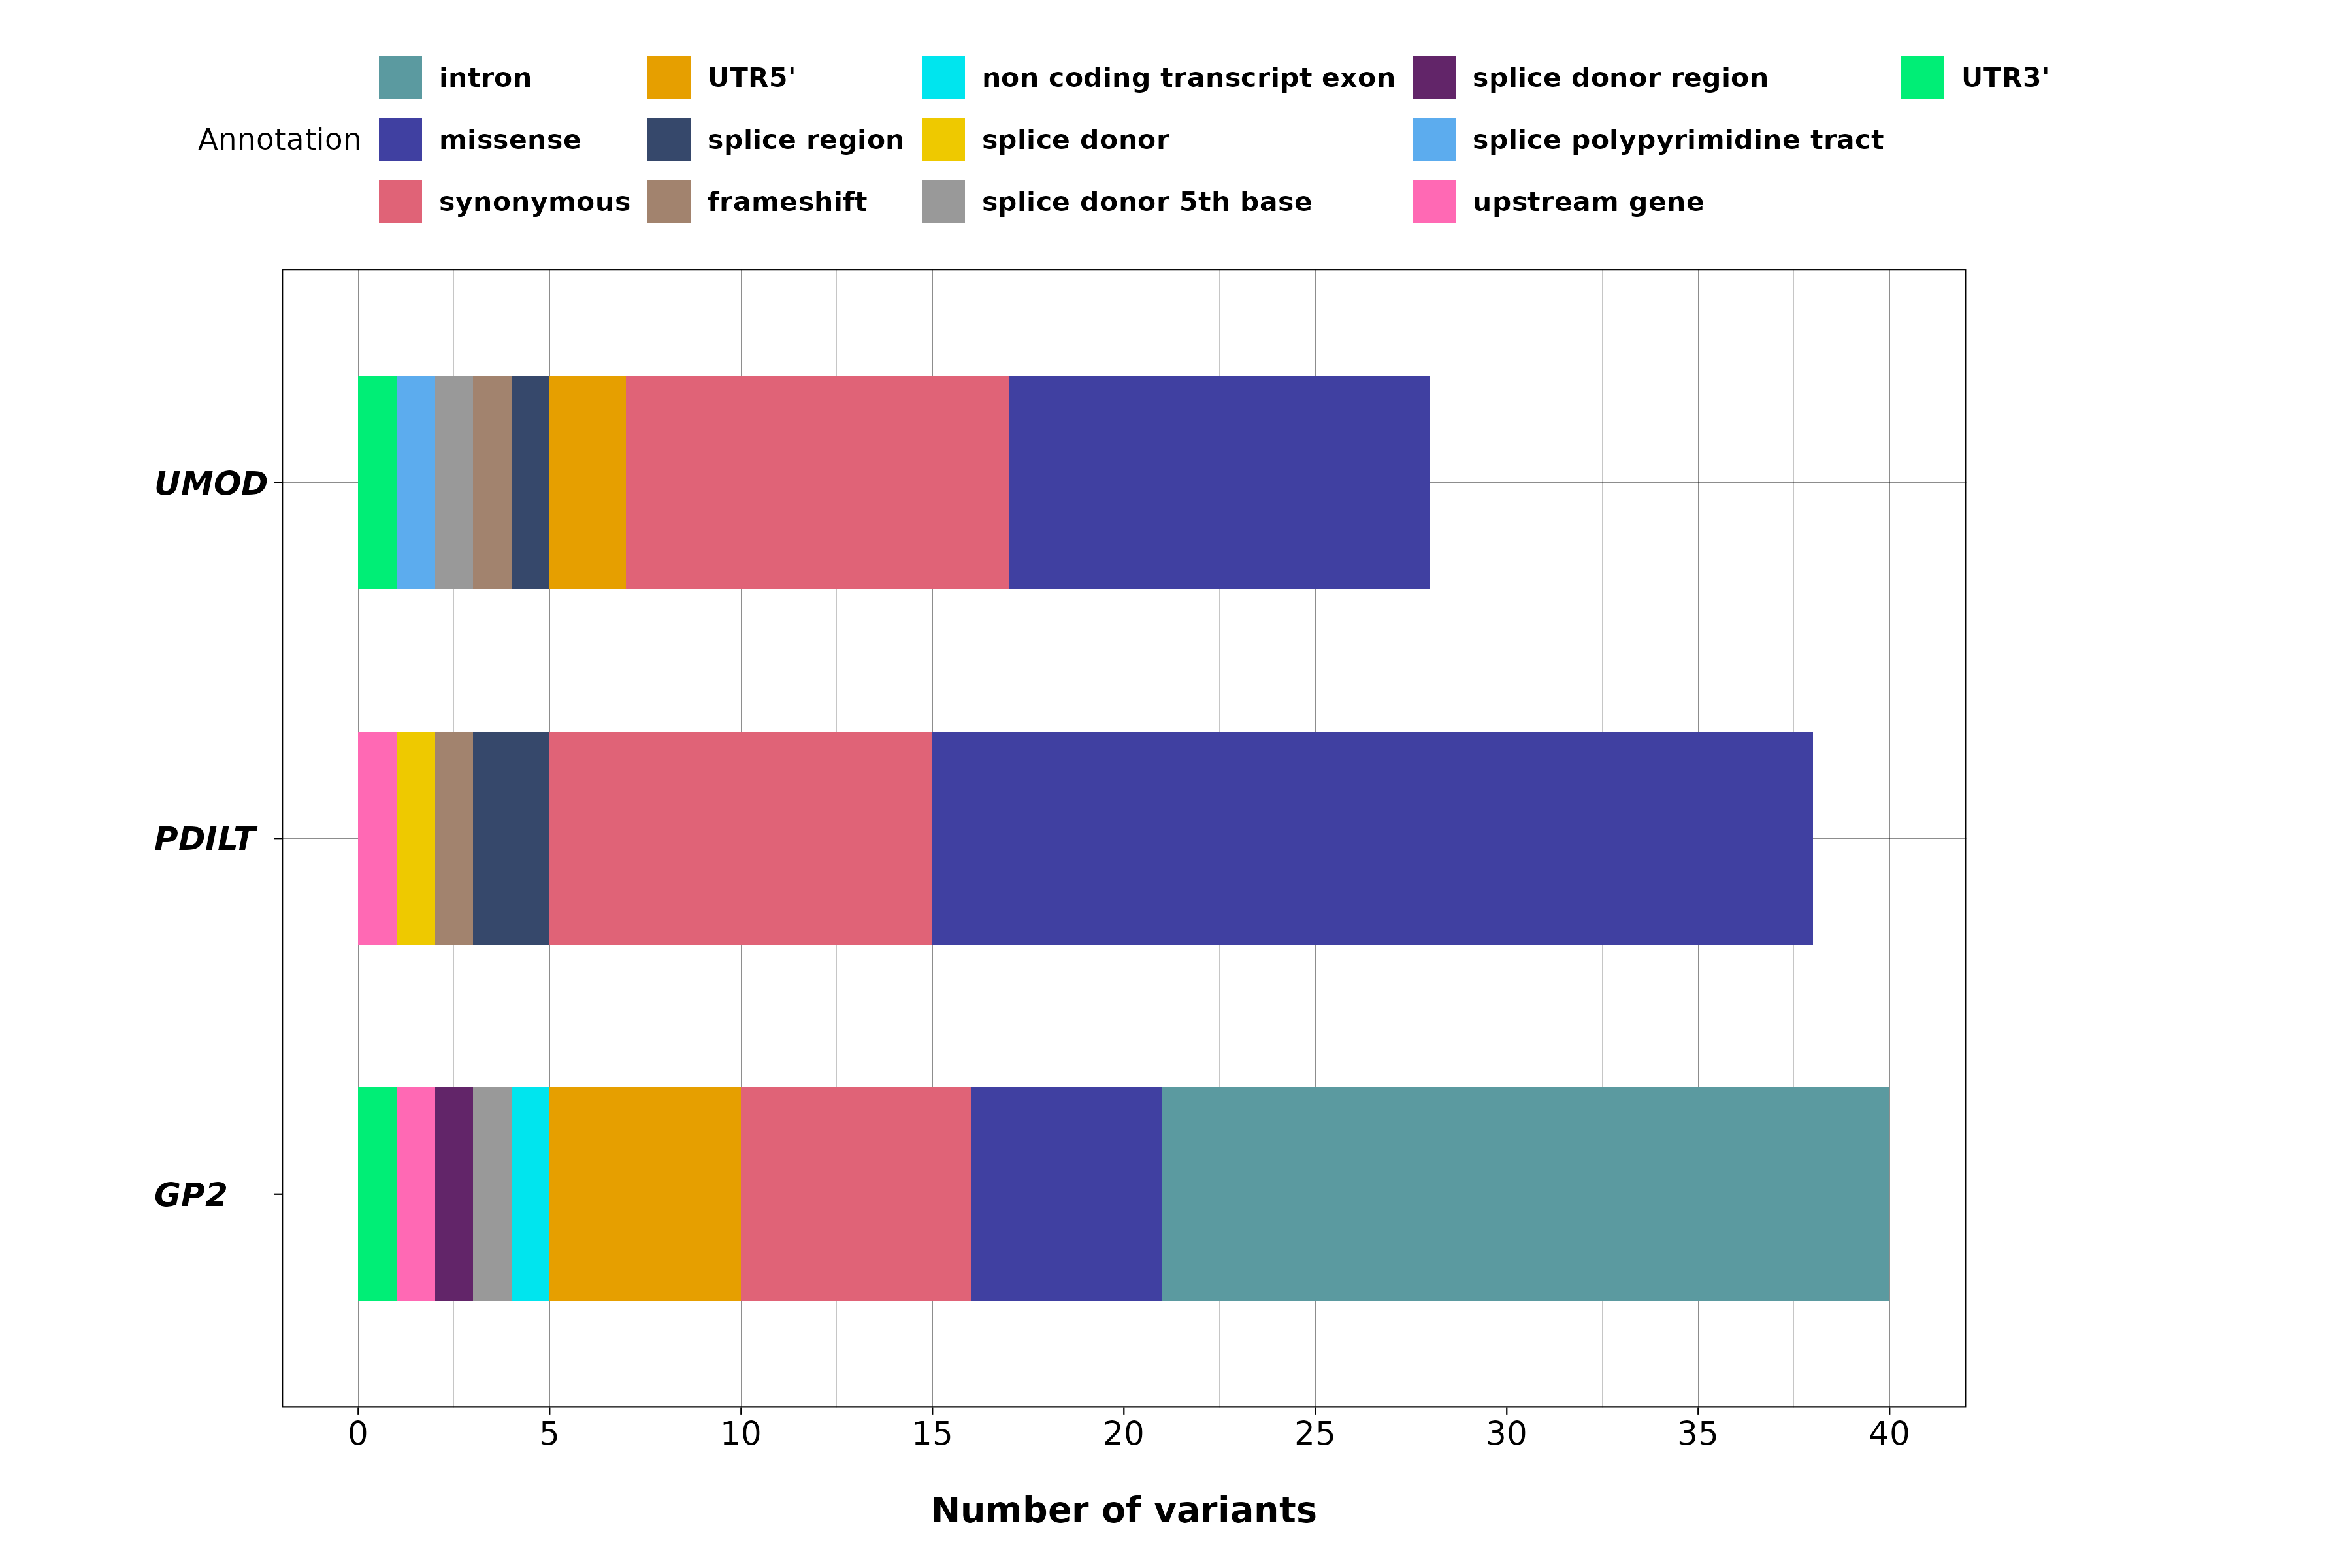 intron UTR5' non coding transcript exon splice donor region UTR3'
Annotation missense splice region splice donor splice polypyrimidine tract
synonymous frameshift splice donor 5th base upstream gene
UMOD
PDILT
GP2
0 5 10 15 20 25 30 35 40
Number of variants